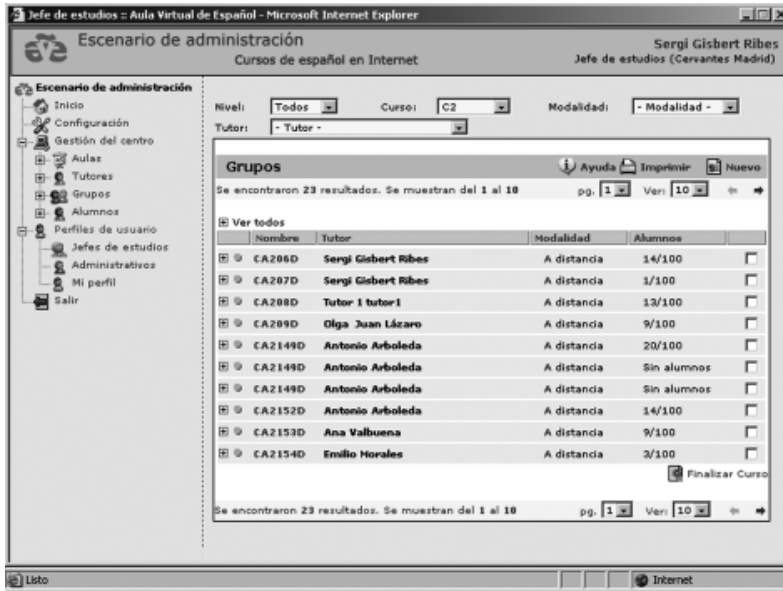 Jefe de estudios :: Aula Virtual de Español - Microsoft Internet Explorer
Escenario de administración
Cursos de español en Internet
Sergi Gisbert Ribes
Jefe de estudios (Cervantes Madrid)
Escenario de administración
Inicio
Configuración
Gestión del centro
Aulas
Tutores
Grupos
Alumnos
Perfiles de usuario
Jefes de estudios
Administrativos
Mi perfil
Salir
Nivel: Todos Curso: C2 Modalidad: - Modalidad -
Tutor: - Tutor -
Grupos Ayuda Imprimir Nuevo
Se encontraron 23 resultados. Se muestran del 1 al 10 pg. 1 Ver: 10
Ver todos
Nombre Tutor Modalidad Alumnos
CA206D Sergi Gisbert Ribes A distancia 14/100
CA207D Sergi Gisbert Ribes A distancia 1/100
CA208D Tutor 1 tutor1 A distancia 13/100
CA209D Olga Juan Lázaro A distancia 9/100
CA2149D Antonio Arboleda A distancia 20/100
CA2149D Antonio Arboleda A distancia Sin alumnos
CA2149D Antonio Arboleda A distancia Sin alumnos
CA2152D Antonio Arboleda A distancia 14/100
CA2153D Ana Valbuena A distancia 9/100
CA2154D Emilio Morales A distancia 3/100
Finalizar Curso
Se encontraron 23 resultados. Se muestran del 1 al 10 pg. 1 Ver: 10
Listo Internet